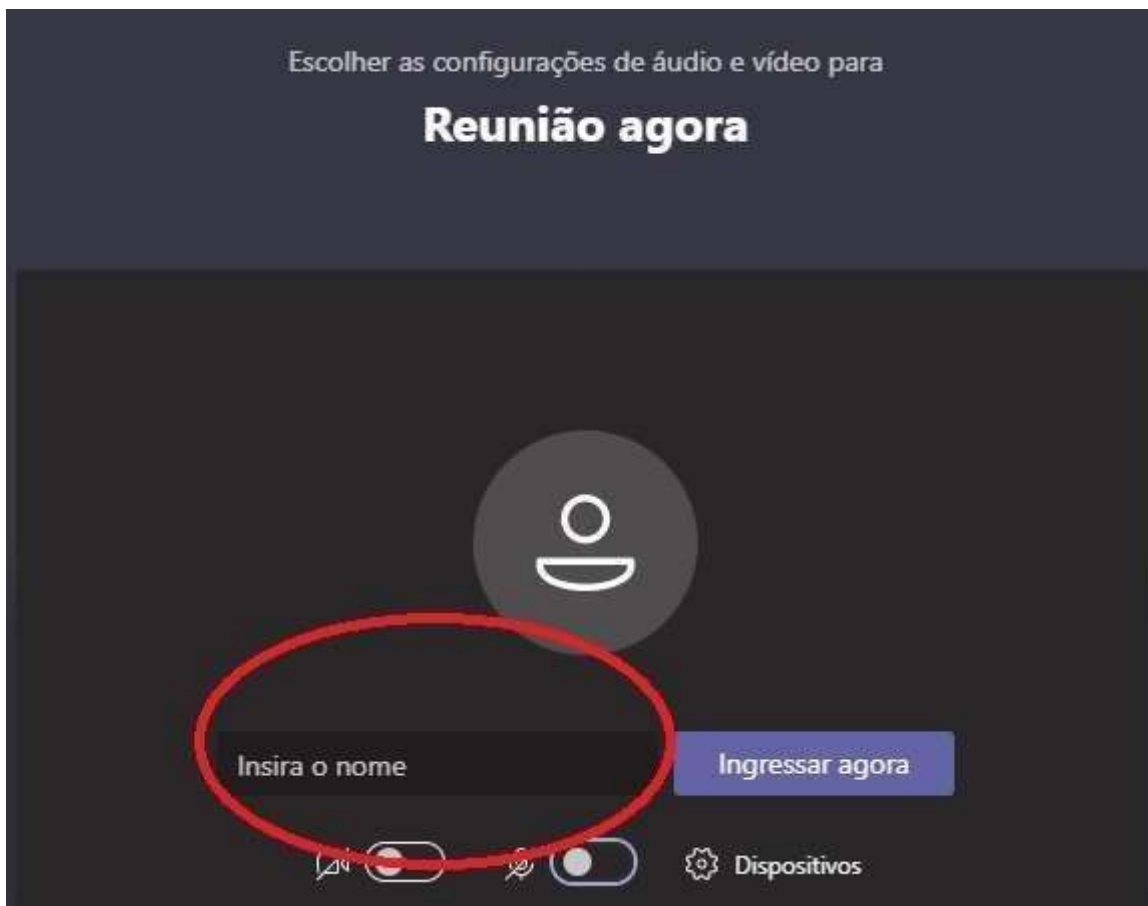 Escolher as configurações de áudio e vídeo para
Reunião agora
Insira o nome
Ingressar agora
Dispositivos